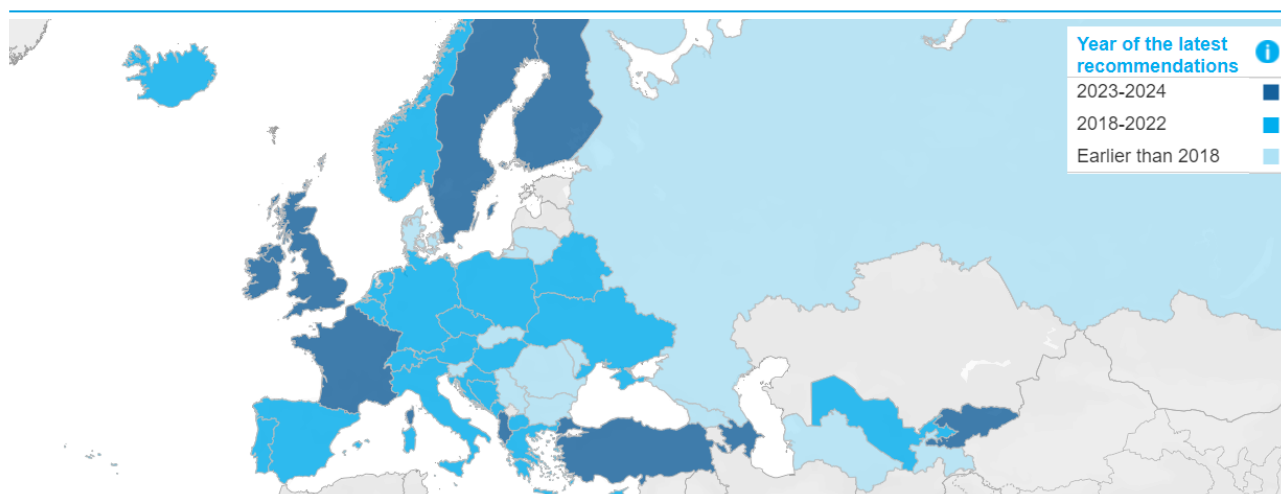 Year of the latest
recommendations
i
2023-2024
2018-2022
Earlier than 2018